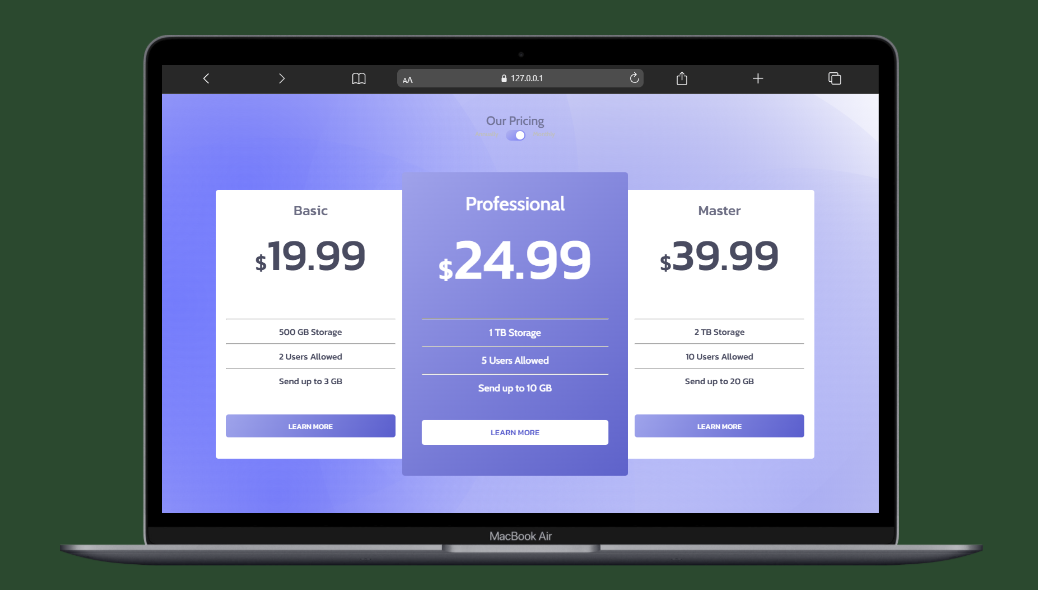 AA 127.0.0.1
Our Pricing
Basic
$19.99
500 GB Storage
2 Users Allowed
Send up to 3 GB
LEARN MORE
Professional
$24.99
1 TB Storage
5 Users Allowed
Send up to 10 GB
LEARN MORE
Master
$39.99
2 TB Storage
10 Users Allowed
Send up to 20 GB
LEARN MORE
MacBook Air